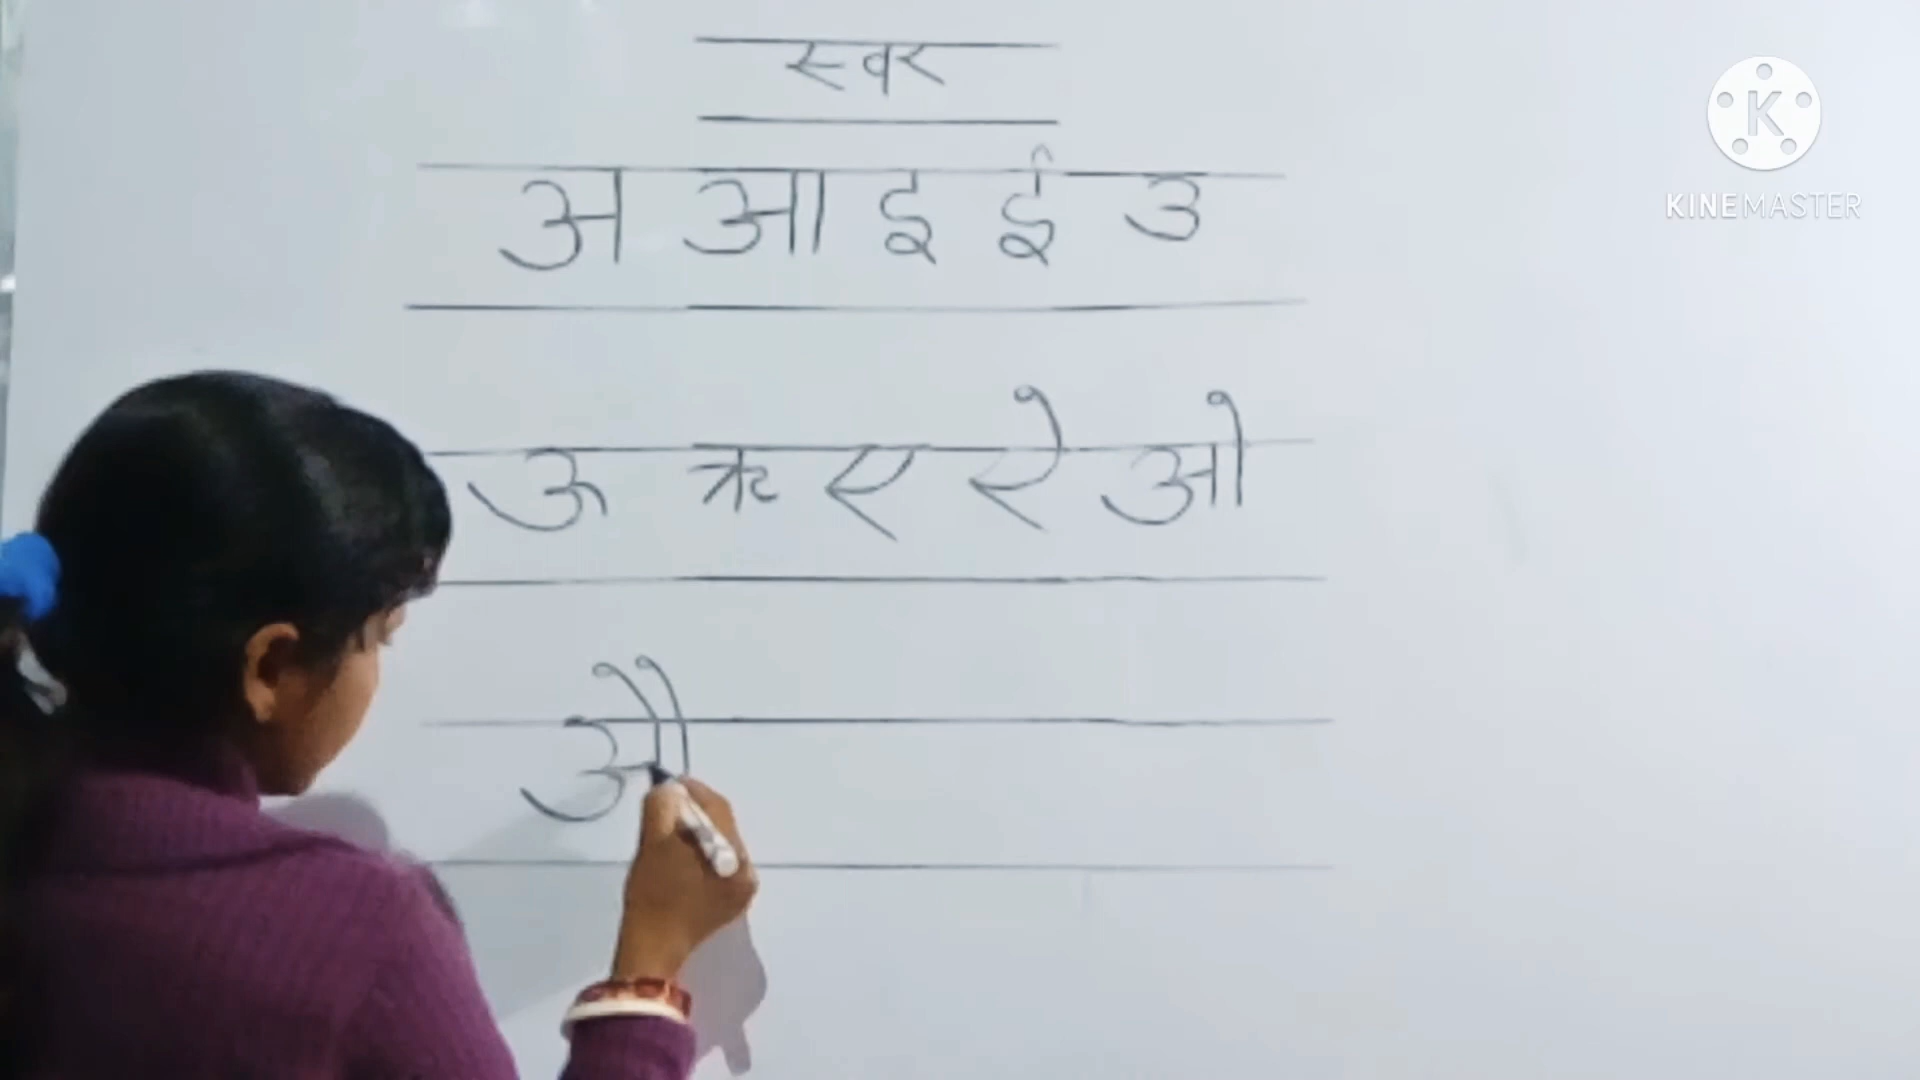 स्वर
अ आ इ ई उ
ऊ ऋ ए ऐ ओ
औ
K
KINEMASTER